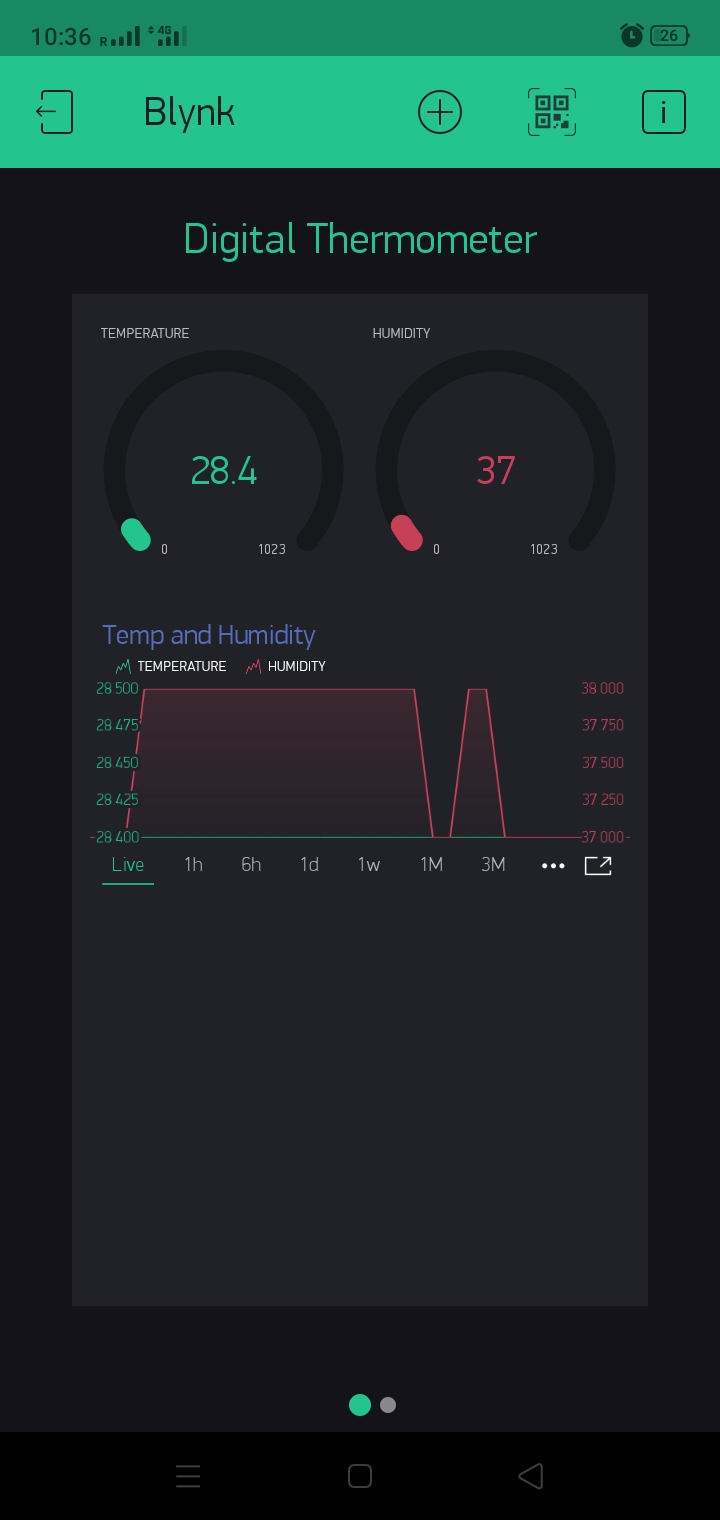 10:36 R 4G 26
Blynk i
Digital Thermometer
TEMPERATURE HUMIDITY
28.4 37
0 1023 0 1023
Temp and Humidity
TEMPERATURE HUMIDITY
28 500 38 000
28.475 37 750
28.450 37 500
28.425 37 250
28 400 37 000
Live 1h 6h 1d 1w 1M 3M •••